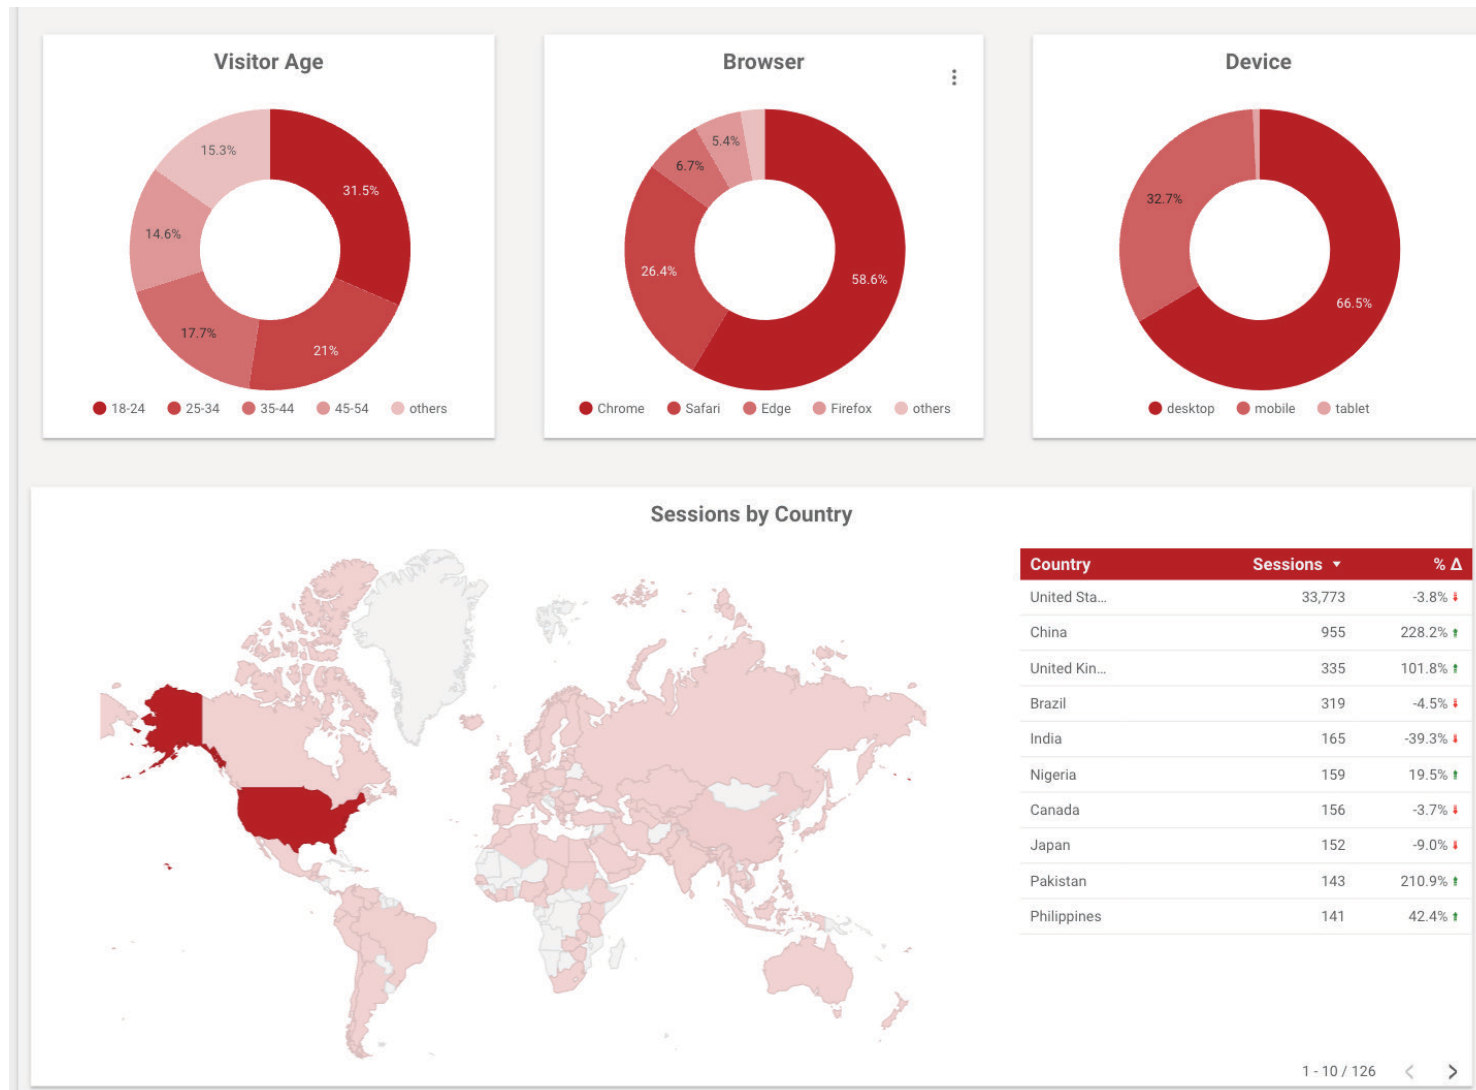 Visitor Age
15.3%
31.5%
14.6%
17.7%
21%
18-24 25-34 35-44 45-54 others
Browser
5.4%
6.7%
26.4%
58.6%
Chrome Safari Edge Firefox others
Device
32.7%
66.5%
desktop mobile tablet
Sessions by Country
Country Sessions % Δ
United Sta... 33,773 -3.8%
China 955 228.2%
United Kin... 335 101.8%
Brazil 319 -4.5%
India 165 -39.3%
Nigeria 159 19.5%
Canada 156 -3.7%
Japan 152 -9.0%
Pakistan 143 210.9%
Philippines 141 42.4%
1 - 10 / 126